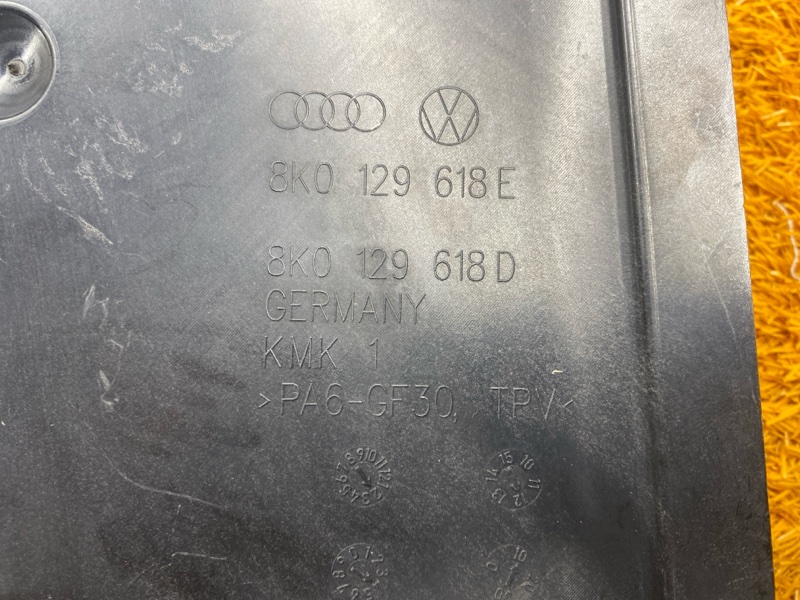 8K0 129 618 E
8K0 129 618 D
GERMANY
KMK 1
>PA6-GF30, TPV<